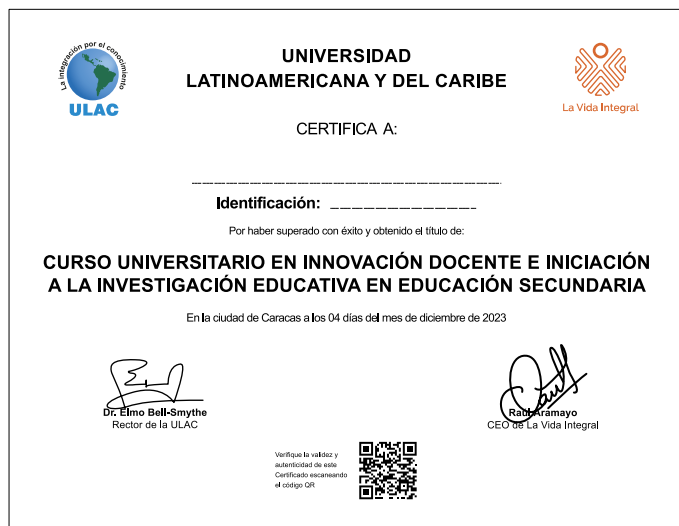 La integración por el conocimiento
ULAC
UNIVERSIDAD
LATINOAMERICANA Y DEL CARIBE
La Vida Integral
CERTIFICA A:
Identificación:
Por haber superado con éxito y obtenido el título de:
CURSO UNIVERSITARIO EN INNOVACIÓN DOCENTE E INICIACIÓN
A LA INVESTIGACIÓN EDUCATIVA EN EDUCACIÓN SECUNDARIA
En la ciudad de Caracas a los 04 días del mes de diciembre de 2023
Dr. Elmo Bell-Smythe
Rector de la ULAC
Raúl Aramayo
CEO de La Vida Integral
Verifique la validez y
autenticidad de este
Certificado escaneando
el código QR